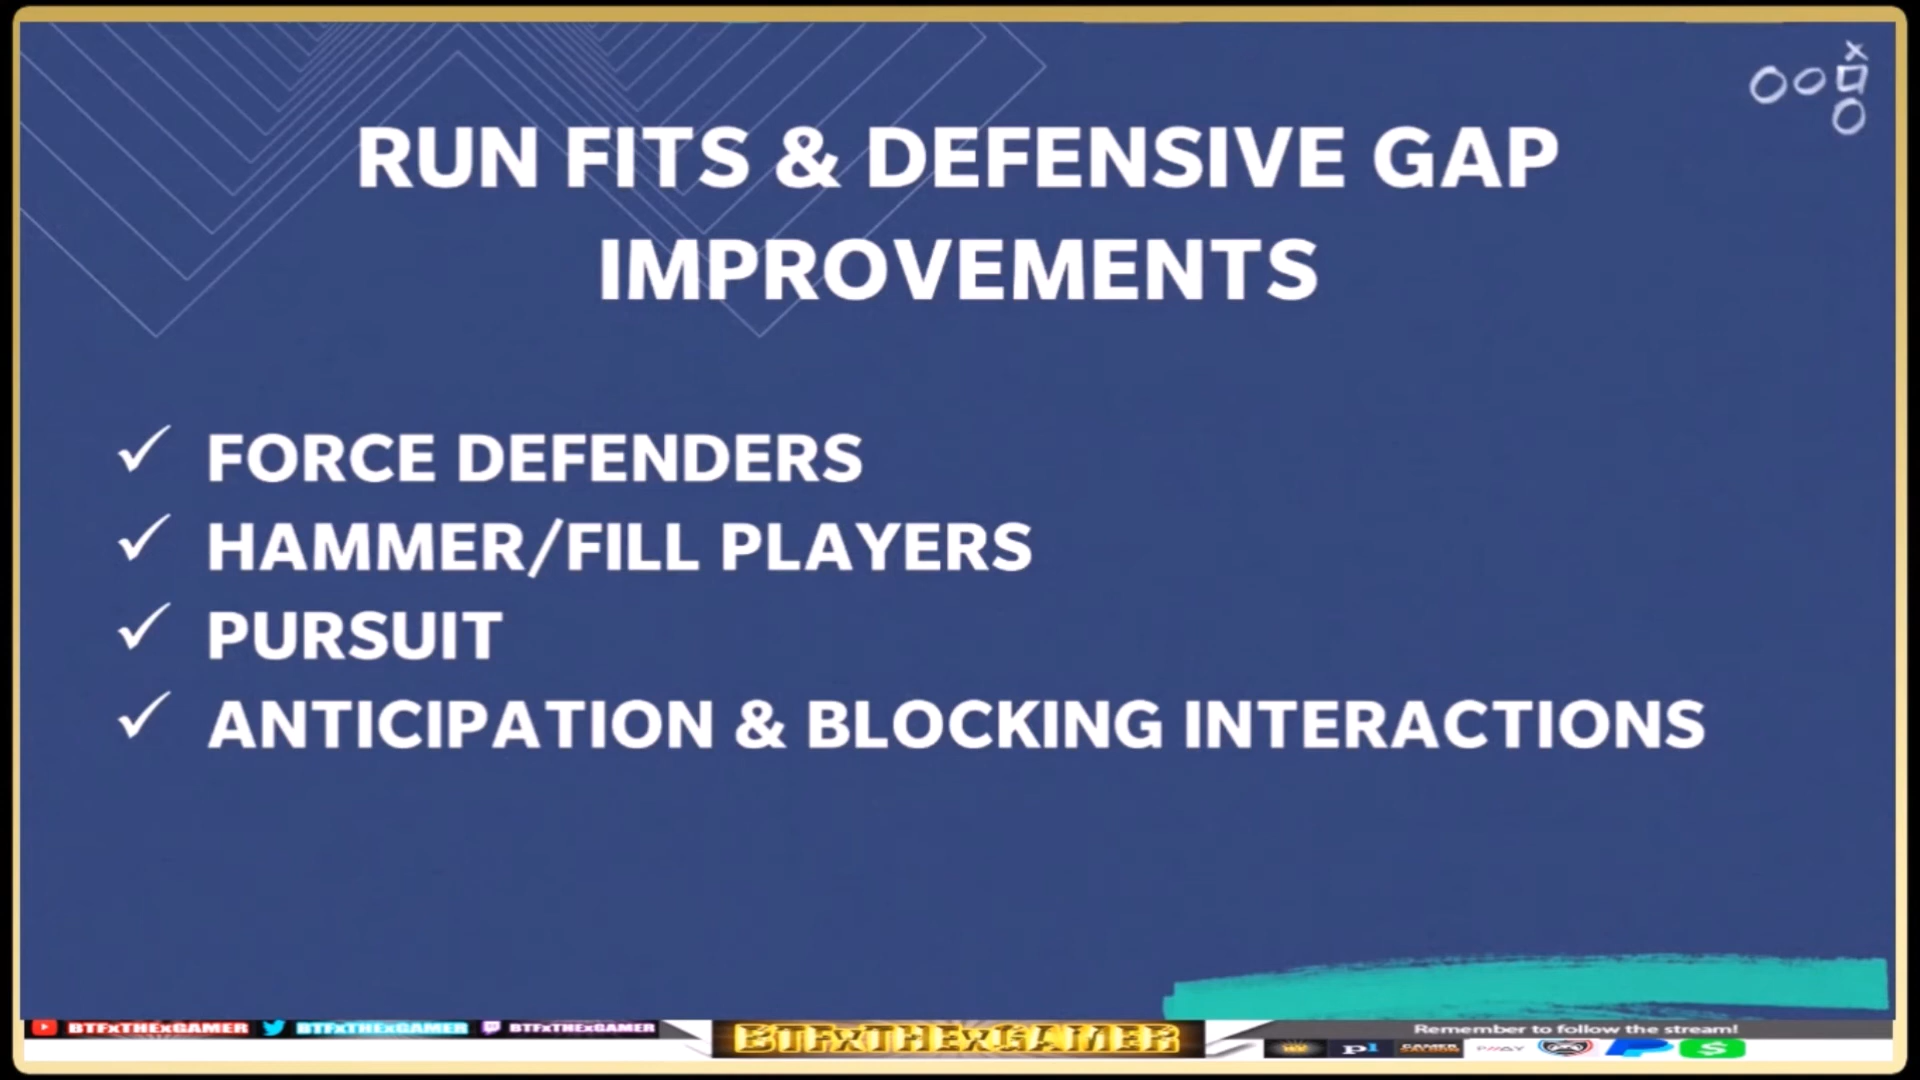 RUN FITS & DEFENSIVE GAP
IMPROVEMENTS
FORCE DEFENDERS
HAMMER/FILL PLAYERS
PURSUIT
ANTICIPATION & BLOCKING INTERACTIONS
BTFxTHExGAMER BTFxTHExGAMER BTFxTHExGAMER
BTFxTHExGAMER
Remember to follow the stream!